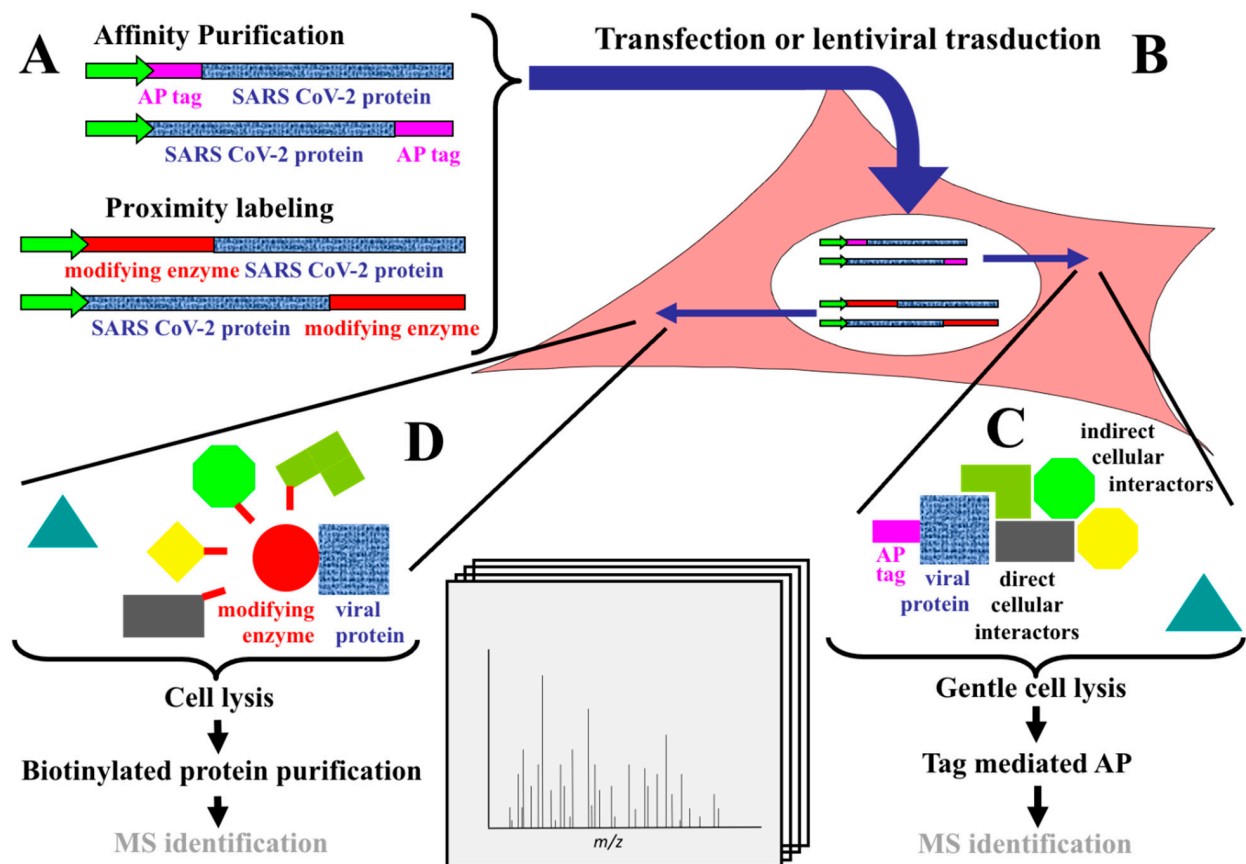 A
Affinity Purification
AP tag
SARS CoV-2 protein
SARS CoV-2 protein
AP tag
Proximity labeling
modifying enzyme
SARS CoV-2 protein
SARS CoV-2 protein
modifying enzyme
Transfection or lentiviral trasduction
B
D
modifying
enzyme
viral
protein
Cell lysis
Biotinylated protein purification
MS identification
m/z
C
indirect
cellular
interactors
AP
tag
viral
protein
direct
cellular
interactors
Gentle cell lysis
Tag mediated AP
MS identification